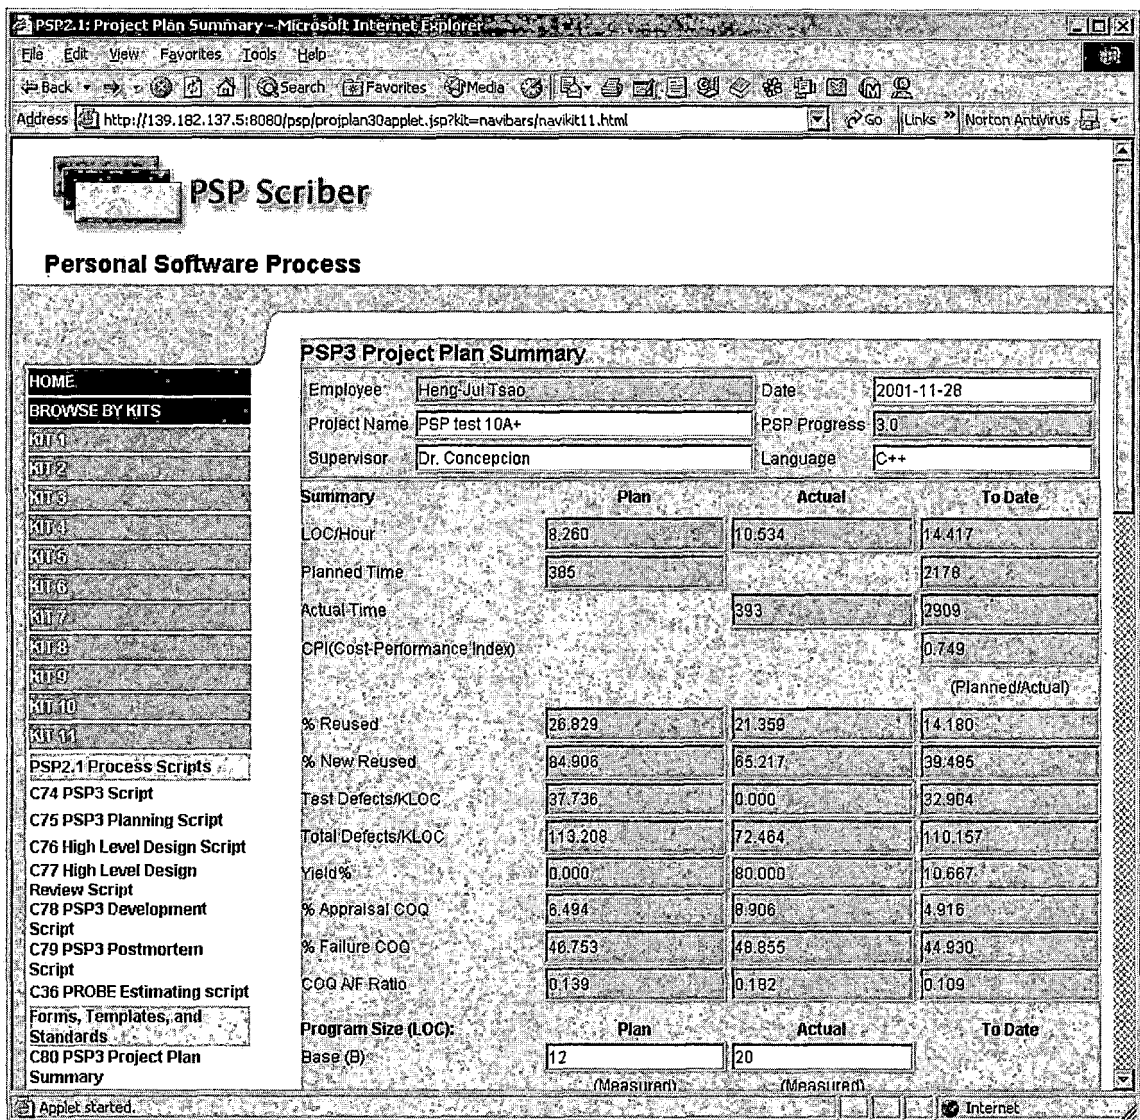 PSP2.1: Project Plan Summary - Microsoft Internet Explorer
File Edit View Favorites Tools Help
Back Search Favorites Media
Address http://139.182.137.5:8080/psp/projplan30applet.jsp?kit=navibars/navikit11.html Go Links » Norton AntiVirus
PSP Scriber
Personal Software Process
PSP3 Project Plan Summary
Employee Heng-Jui Tsao Date 2001-11-28
Project Name PSP test 10A+ PSP Progress 3.0
Supervisor Dr. Concepcion Language C++
Summary Plan Actual To Date
LOC/Hour 8.260 10.534 14.417
Planned Time 385 2178
Actual Time 393 2909
CPI(Cost-Performance Index) 0.749
(Planned/Actual)
% Reused 26.829 21.359 14.180
% New Reused 84.906 65.217 39.485
Test Defects/KLOC 37.736 0.000 32.904
Total Defects/KLOC 113.208 72.464 110.157
Yield% 0.000 80.000 10.667
% Appraisal COQ 6.494 8.906 4.916
% Failure COQ 46.753 48.855 44.930
COQ A/F Ratio 0.139 0.182 0.109
Program Size (LOC): Plan Actual To Date
Base (B) 12 20
(Measured) (Measured)
HOME
BROWSE BY KITS
KIT 1
KIT 2
KIT 3
KIT 4
KIT 5
KIT 6
KIT 7
KIT 8
KIT 9
KIT 10
KIT 11
PSP2.1 Process Scripts
C74 PSP3 Script
C75 PSP3 Planning Script
C76 High Level Design Script
C77 High Level Design
Review Script
C78 PSP3 Development
Script
C79 PSP3 Postmortem
Script
C36 PROBE Estimating script
Forms, Templates, and
Standards
C80 PSP3 Project Plan
Summary
Applet started. Internet